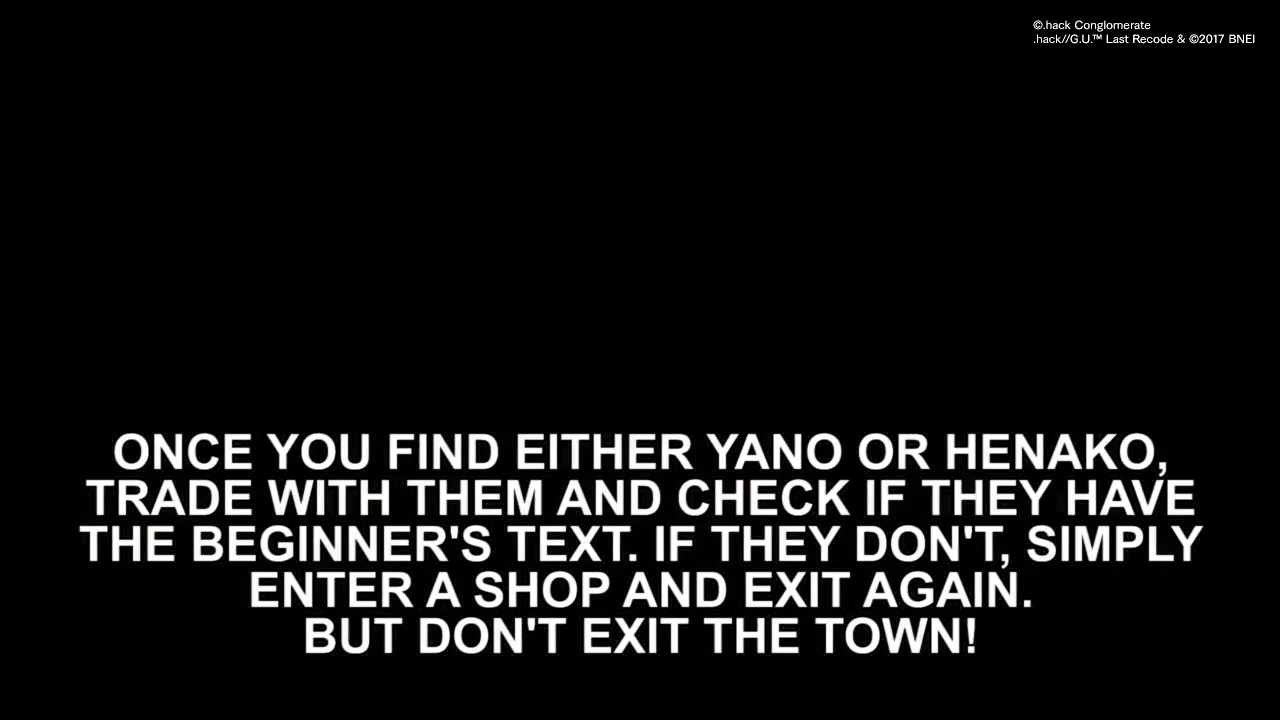 ©.hack Conglomerate
.hack//G.U.™ Last Recode & ©2017 BNEI
ONCE YOU FIND EITHER YANO OR HENAKO,
TRADE WITH THEM AND CHECK IF THEY HAVE
THE BEGINNER'S TEXT. IF THEY DON'T, SIMPLY
ENTER A SHOP AND EXIT AGAIN.
BUT DON'T EXIT THE TOWN!